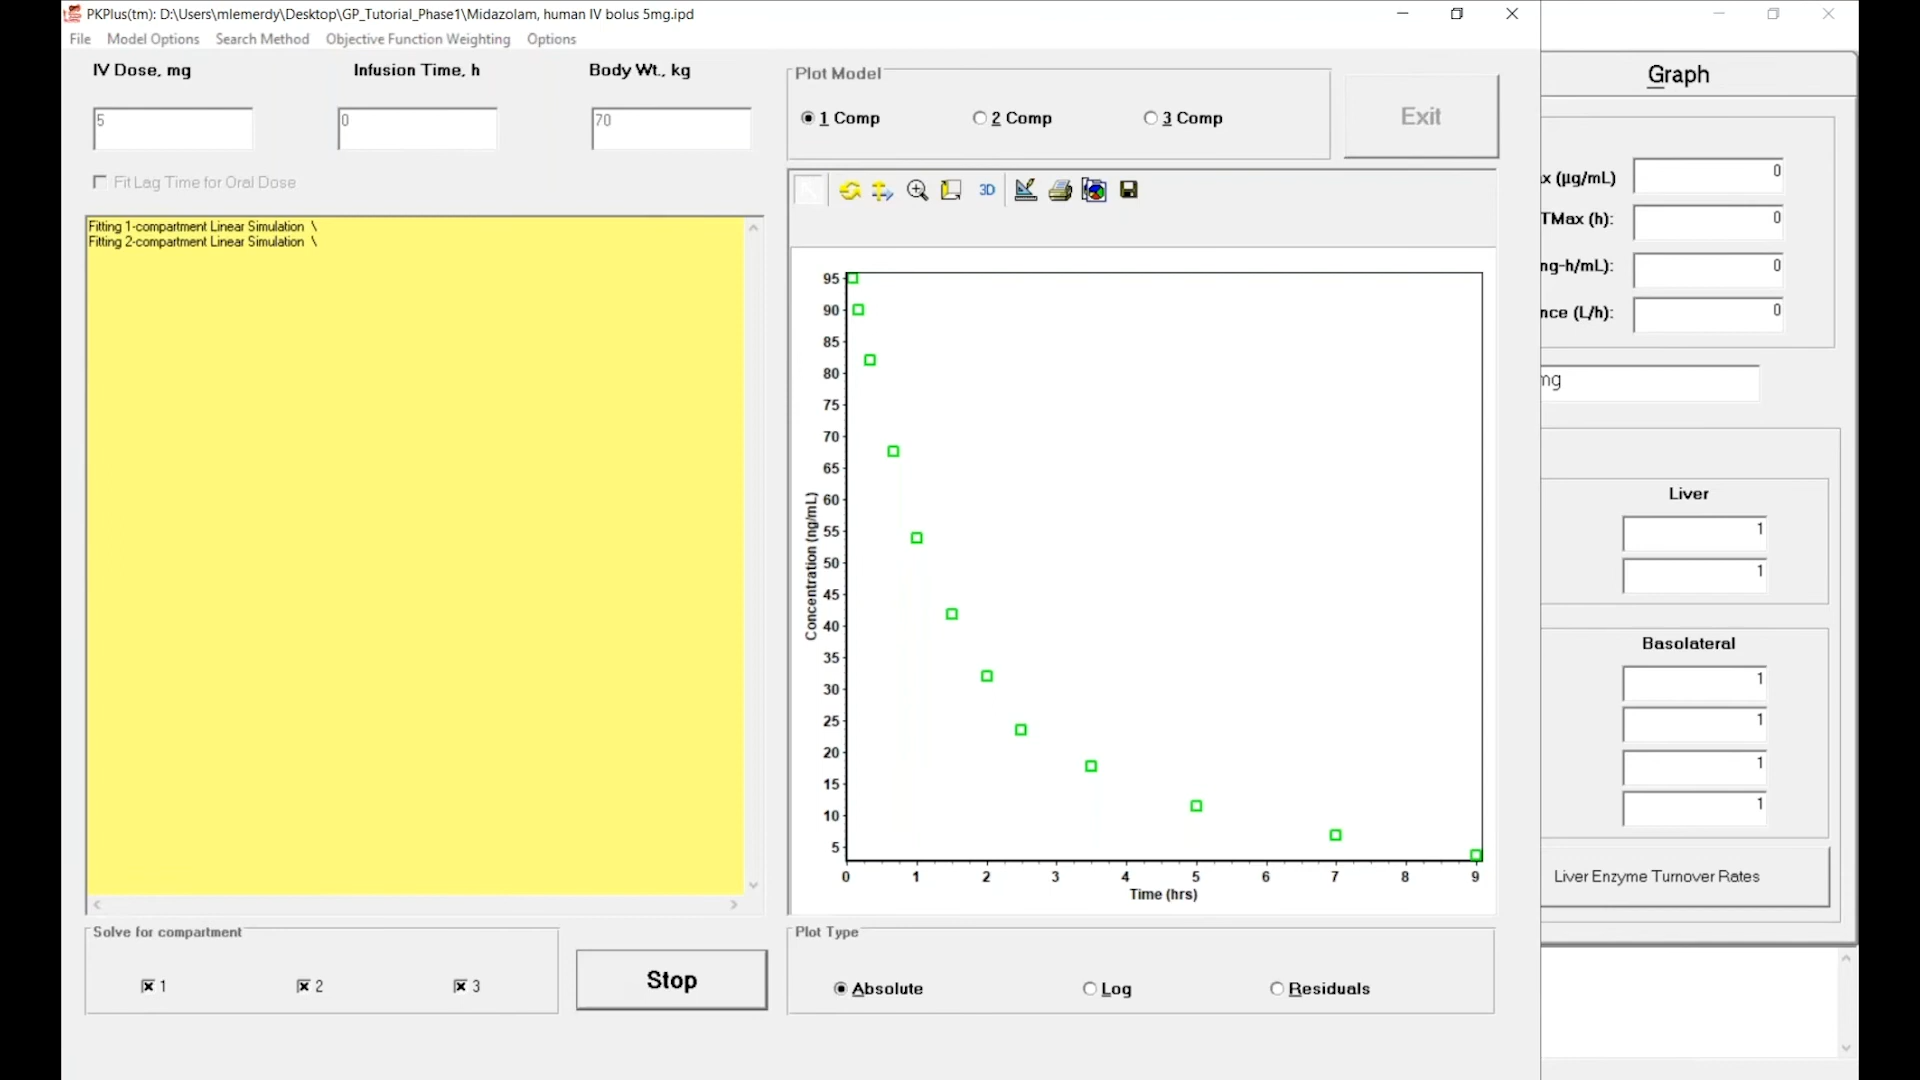 PKPlus(tm): D:\Users\mlemerdy\Desktop\GP_Tutorial_Phase1\Midazolam, human IV bolus 5mg.ipd
File Model Options Search Method Objective Function Weighting Options
IV Dose, mg Infusion Time, h Body Wt., kg
5 0 70
Fit Lag Time for Oral Dose
Fitting 1-compartment Linear Simulation \
Fitting 2-compartment Linear Simulation \
Solve for compartment
1 2 3
Stop
Plot Model
1 Comp 2 Comp 3 Comp
Exit
3D
95
90
85
80
75
70
65
60
55
50
45
40
35
30
25
20
15
10
5
Concentration (ng/mL)
0 1 2 3 4 5 6 7 8 9
Time (hrs)
Plot Type
Absolute Log Residuals
Graph
x (µg/mL) 0
TMax (h): 0
ng-h/mL): 0
nce (L/h): 0
mg
Liver
1
1
Basolateral
1
1
1
1
Liver Enzyme Turnover Rates